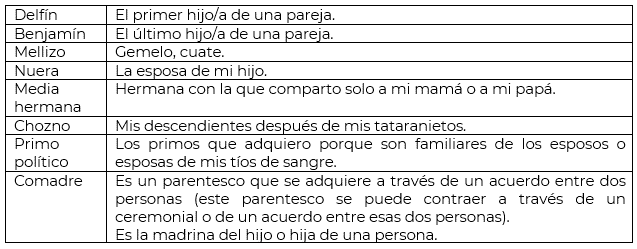 Delfín El primer hijo/a de una pareja.
Benjamín El último hijo/a de una pareja.
Mellizo Gemelo, cuate.
Nuera La esposa de mi hijo.
Media Hermana con la que comparto solo a mi mamá o a mi papá.
hermana
Chozno Mis descendientes después de mis tataranietos.
Primo Los primos que adquiero porque son familiares de los esposos o
político esposas de mis tíos de sangre.
Comadre Es un parentesco que se adquiere a través de un acuerdo entre dos
personas (este parentesco se puede contraer a través de un
ceremonial o de un acuerdo entre esas dos personas).
Es la madrina del hijo o hija de una persona.